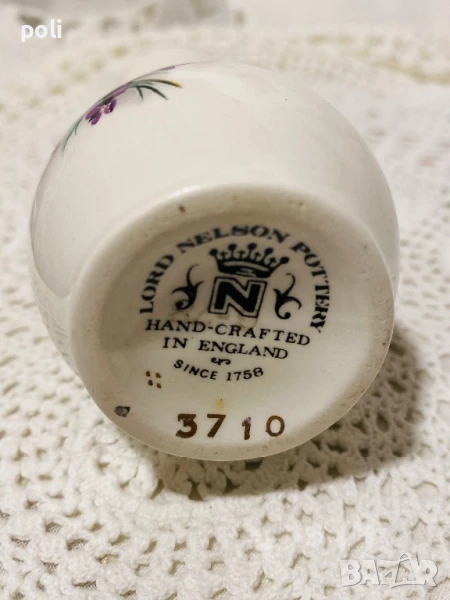 poli
LORD NELSON POTTERY
N
HAND-CRAFTED
IN ENGLAND
SINCE 1758
3710
BAZAR